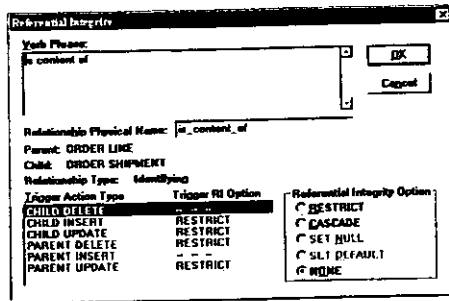 Referential Integrity
Verb Phrase:
is content of
OK
Cancel
Relationship Physical Name: is_content_of
Parent: ORDER LINE
Child: ORDER SHIPMENT
Relationship Type: Identifying
Trigger Action Type Trigger RI Option
CHILD DELETE - - -
CHILD INSERT RESTRICT
CHILD UPDATE RESTRICT
PARENT DELETE RESTRICT
PARENT INSERT - - -
PARENT UPDATE RESTRICT
Referential Integrity Option
RESTRICT
CASCADE
SET NULL
SET DEFAULT
NONE